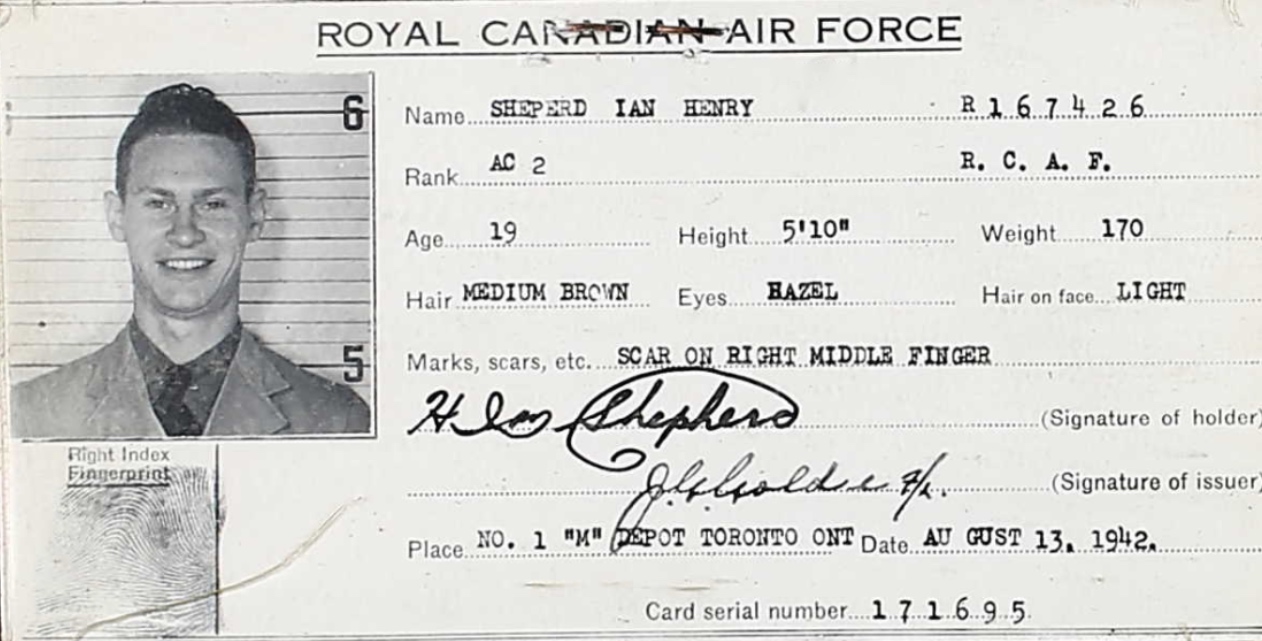 ROYAL CANADIAN AIR FORCE
6
5
Name SHEPERD IAN HENRY R 1 6 7 4 2 6
Rank AC 2 R. C. A. F.
Age 19 Height 5'10" Weight 170
Hair MEDIUM BROWN Eyes HAZEL Hair on face LIGHT
Marks, scars, etc. SCAR ON RIGHT MIDDLE FINGER
H Ian Shepherd (Signature of holder)
(Signature of issuer)
Right Index
Fingerprint
Place NO. 1 "M" DEPOT TORONTO ONT Date AU GUST 13, 1942.
Card serial number 1 7 1 6 9 5